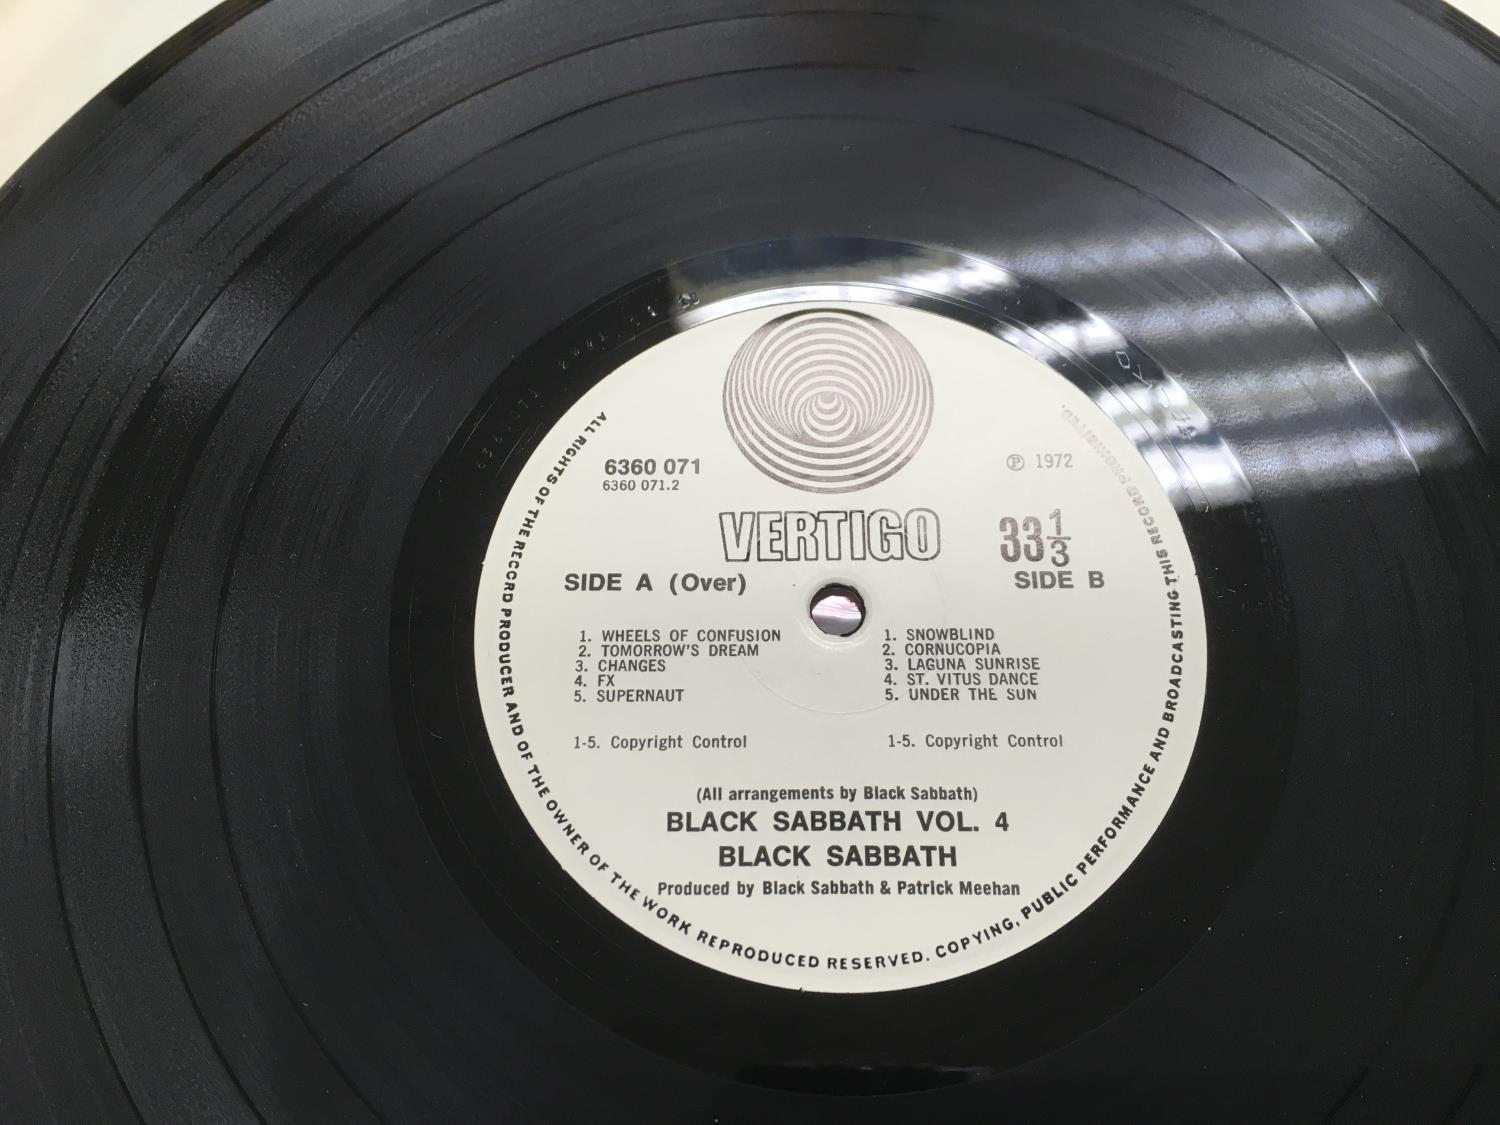 6360 071
6360 071.2
Ⓟ 1972
VERTIGO
33 1/3
SIDE A (Over)
SIDE B
1. WHEELS OF CONFUSION
2. TOMORROW'S DREAM
3. CHANGES
4. FX
5. SUPERNAUT
1-5. Copyright Control
1. SNOWBLIND
2. CORNUCOPIA
3. LAGUNA SUNRISE
4. ST. VITUS DANCE
5. UNDER THE SUN
1-5. Copyright Control
(All arrangements by Black Sabbath)
BLACK SABBATH VOL. 4
BLACK SABBATH
Produced by Black Sabbath & Patrick Meehan
ALL RIGHTS OF THE RECORD PRODUCER AND OF THE OWNER OF THE WORK REPRODUCED RESERVED. COPYING, PUBLIC PERFORMANCE AND BROADCASTING THIS RECORD PROHIBITED.